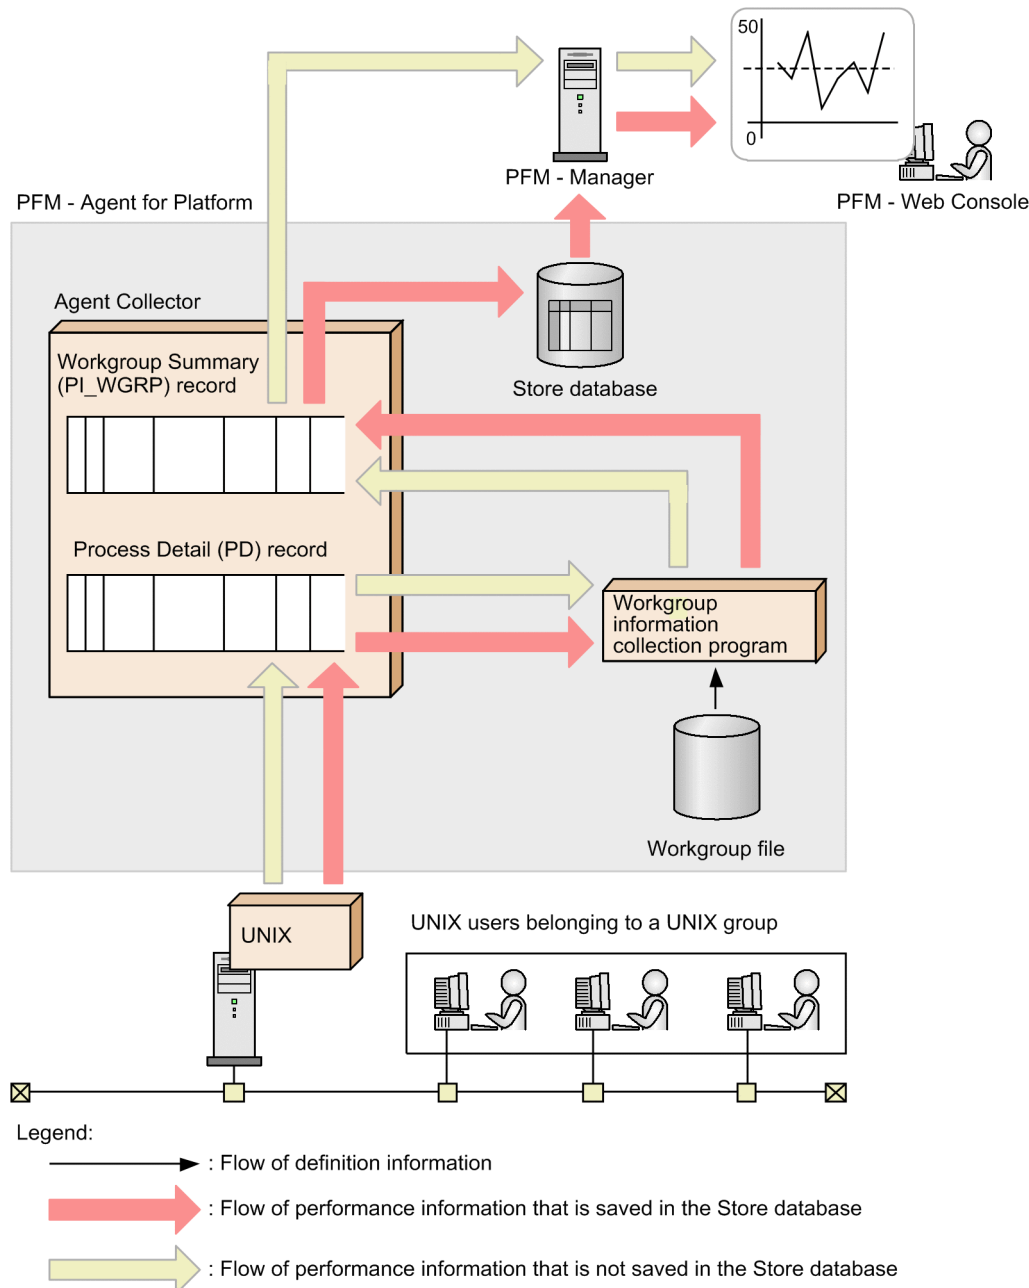 50
0
PFM - Manager
PFM - Web Console
PFM - Agent for Platform
Agent Collector
Workgroup Summary
(PI_WGRP) record
Store database
Process Detail (PD) record
Workgroup
information
collection program
Workgroup file
UNIX
UNIX users belonging to a UNIX group
Legend:
: Flow of definition information
: Flow of performance information that is saved in the Store database
: Flow of performance information that is not saved in the Store database